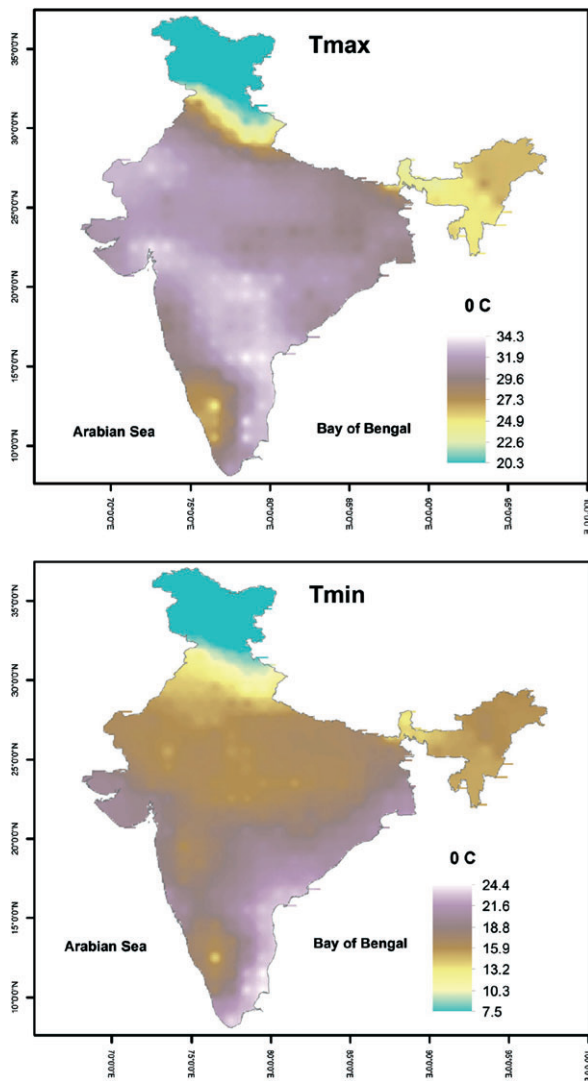 Tmax
35°0'0"N
30°0'0"N
25°0'0"N
20°0'0"N
15°0'0"N
10°0'0"N
0 C
34.3
31.9
29.6
27.3
24.9
22.6
20.3
Arabian Sea
Bay of Bengal
70°0'0"E
75°0'0"E
80°0'0"E
85°0'0"E
90°0'0"E
95°0'0"E
Tmin
35°0'0"N
30°0'0"N
25°0'0"N
20°0'0"N
15°0'0"N
10°0'0"N
0 C
24.4
21.6
18.8
15.9
13.2
10.3
7.5
Arabian Sea
Bay of Bengal
70°0'0"E
75°0'0"E
80°0'0"E
85°0'0"E
90°0'0"E
95°0'0"E